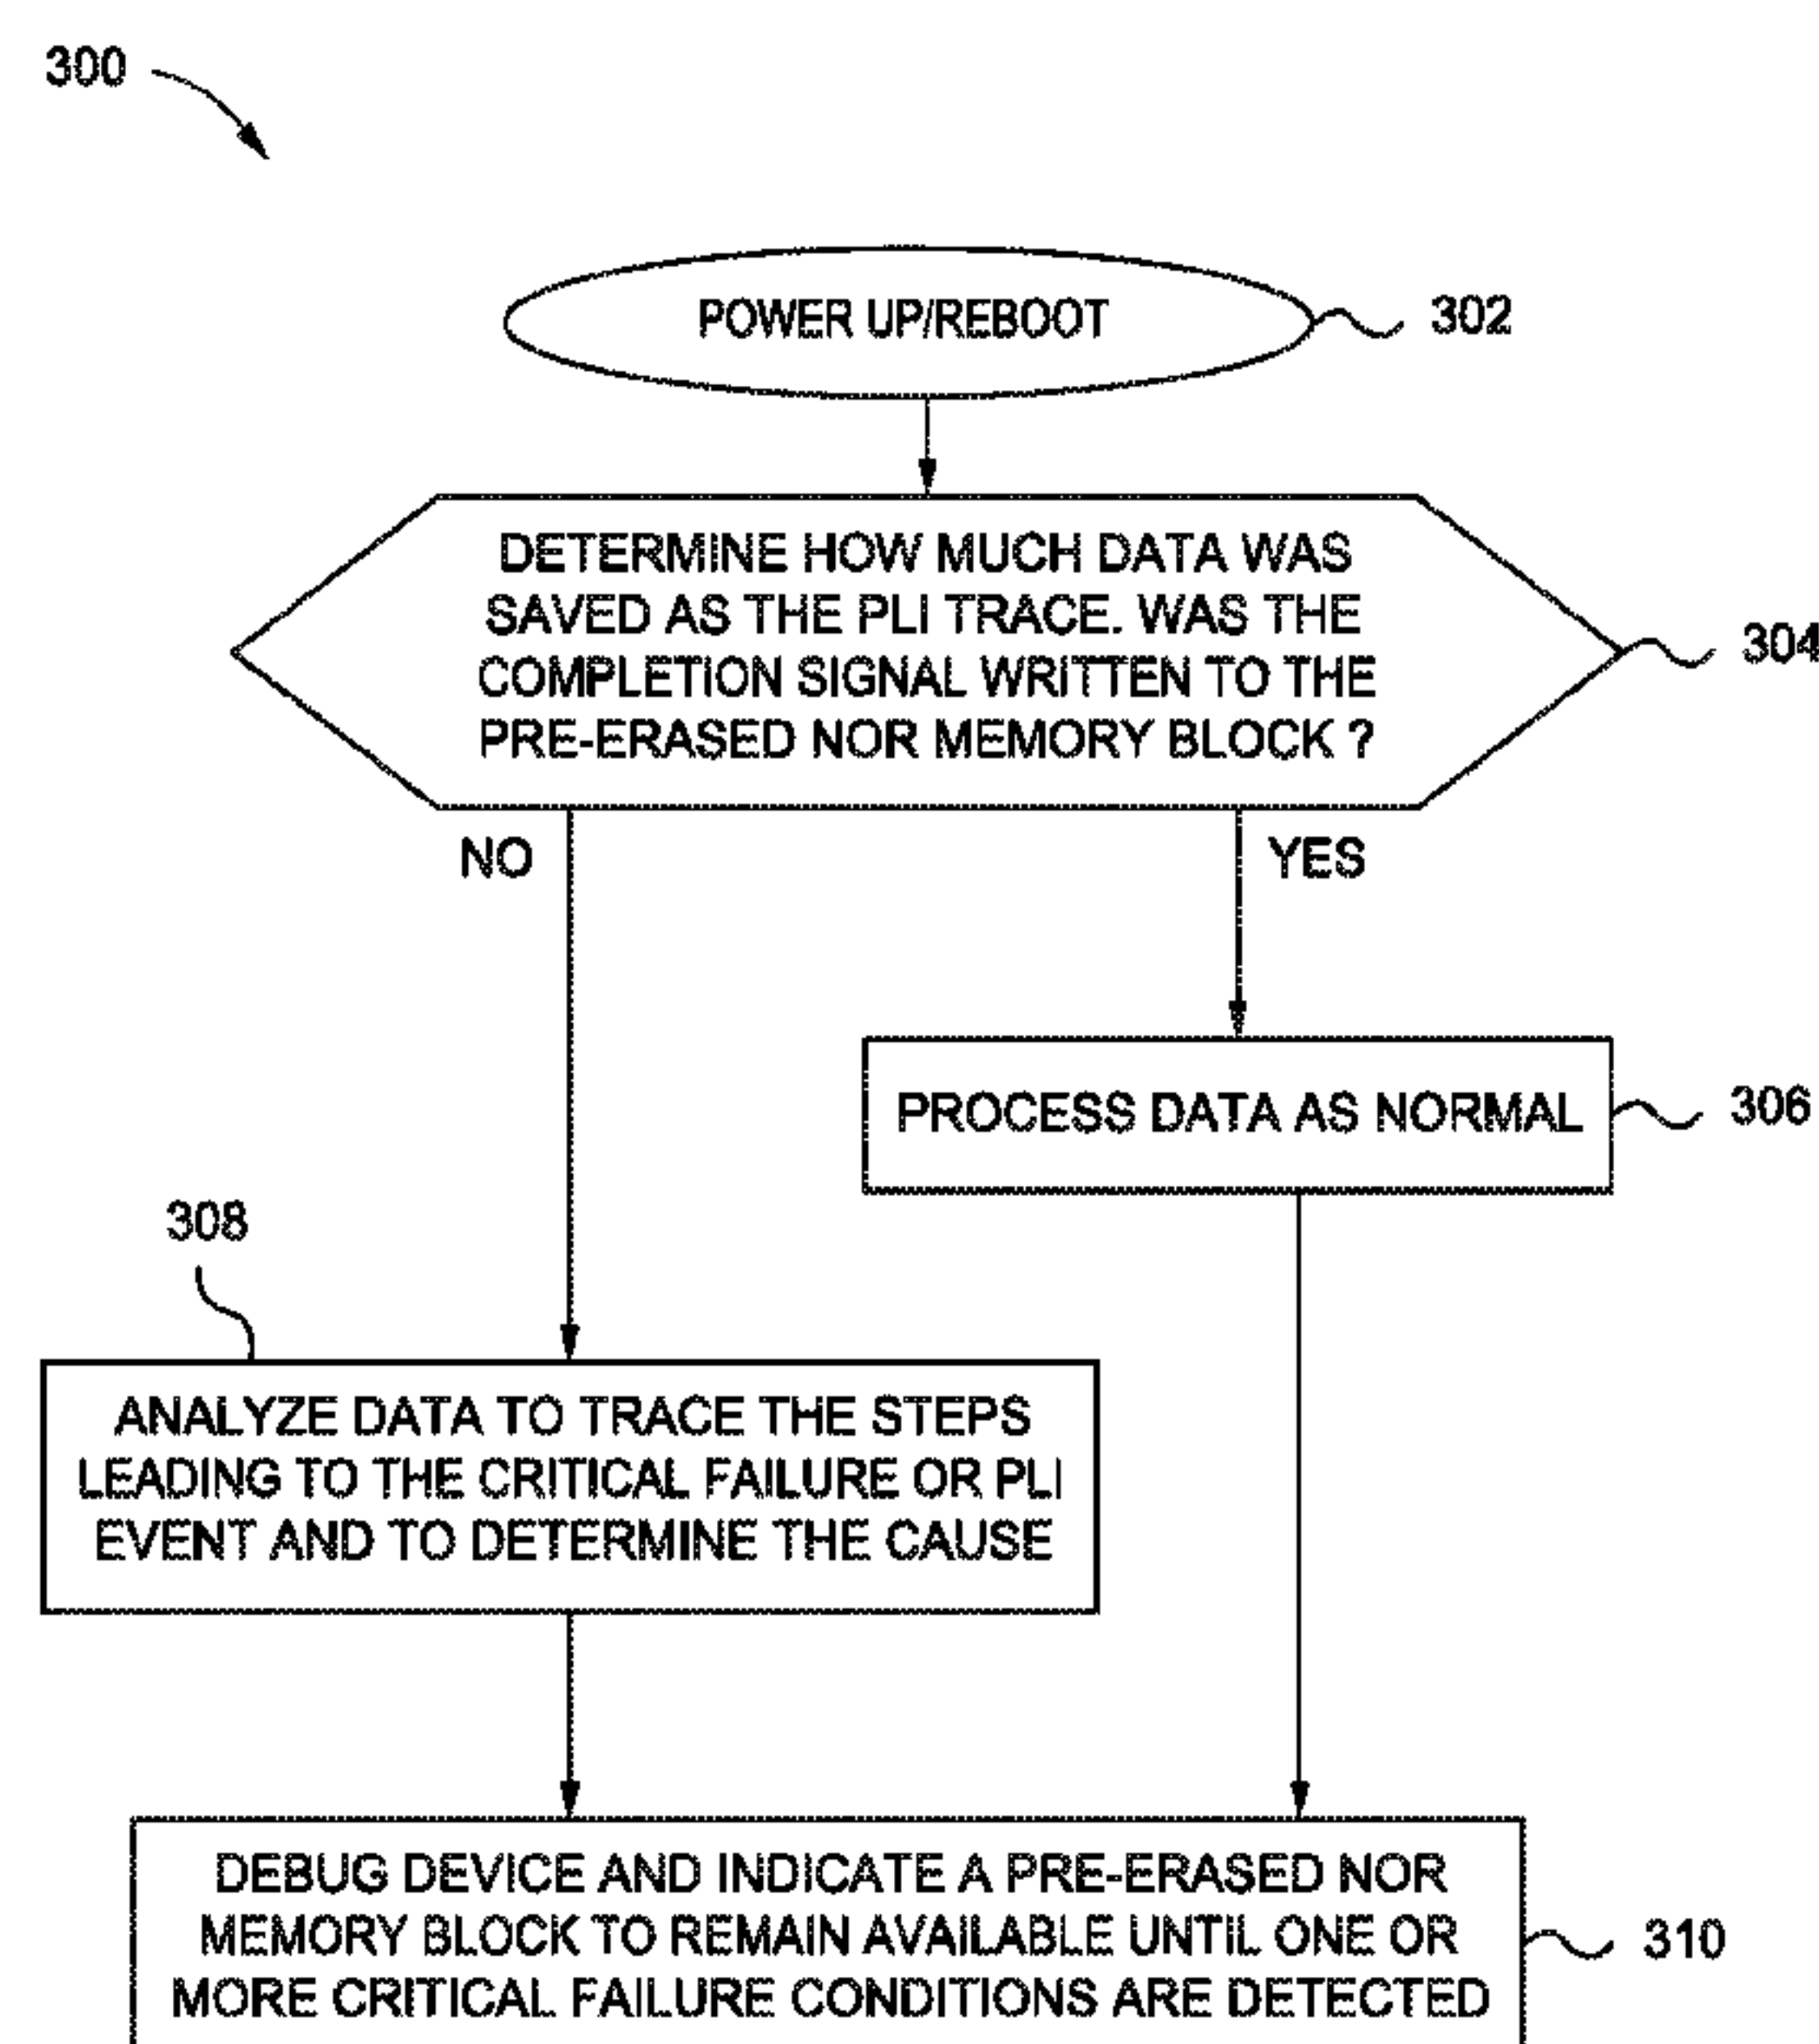 300
POWER UP/REBOOT
302
DETERMINE HOW MUCH DATA WAS
SAVED AS THE PLI TRACE. WAS THE
COMPLETION SIGNAL WRITTEN TO THE
PRE-ERASED NOR MEMORY BLOCK ?
304
NO
YES
PROCESS DATA AS NORMAL
306
308
ANALYZE DATA TO TRACE THE STEPS
LEADING TO THE CRITICAL FAILURE OR PLI
EVENT AND TO DETERMINE THE CAUSE
DEBUG DEVICE AND INDICATE A PRE-ERASED NOR
MEMORY BLOCK TO REMAIN AVAILABLE UNTIL ONE OR
MORE CRITICAL FAILURE CONDITIONS ARE DETECTED
310